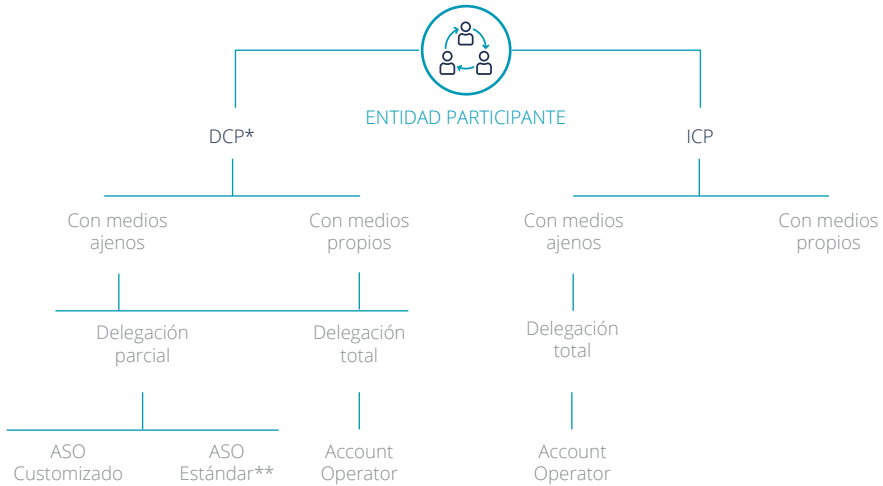 ENTIDAD PARTICIPANTE
DCP*
ICP
Con medios
ajenos
Con medios
propios
Con medios
ajenos
Con medios
propios
Delegación
parcial
Delegación
total
Delegación
total
ASO
Customizado
ASO
Estándar**
Account
Operator
Account
Operator